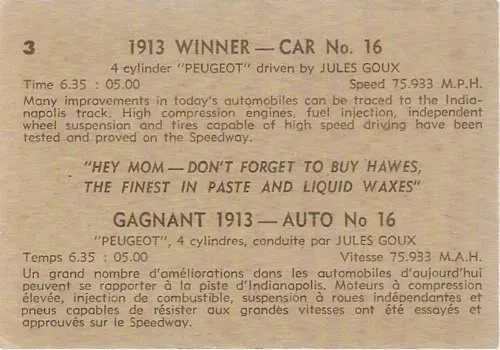 3
1913 WINNER — CAR No. 16
4 cylinder "PEUGEOT" driven by JULES GOUX
Time 6.35 : 05.00 Speed 75.933 M.P.H.
Many improvements in today's automobiles can be traced to the India-
napolis track. High compression engines, fuel injection, independent
wheel suspension and tires capable of high speed driving have been
tested and proved on the Speedway.
"HEY MOM — DON'T FORGET TO BUY HAWES,
THE FINEST IN PASTE AND LIQUID WAXES"
GAGNANT 1913 — AUTO No 16
"PEUGEOT", 4 cylindres, conduite par JULES GOUX
Temps 6.35 : 05.00 Vitesse 75.933 M.A.H.
Un grand nombre d'améliorations dans les automobiles d'aujourd'hui
peuvent se rapporter à la piste d'Indianapolis. Moteurs à compression
élevée, injection de combustible, suspension à roues indépendantes et
pneus capables de résister aux grandes vitesses ont été essayés et
approuvés sur le Speedway.